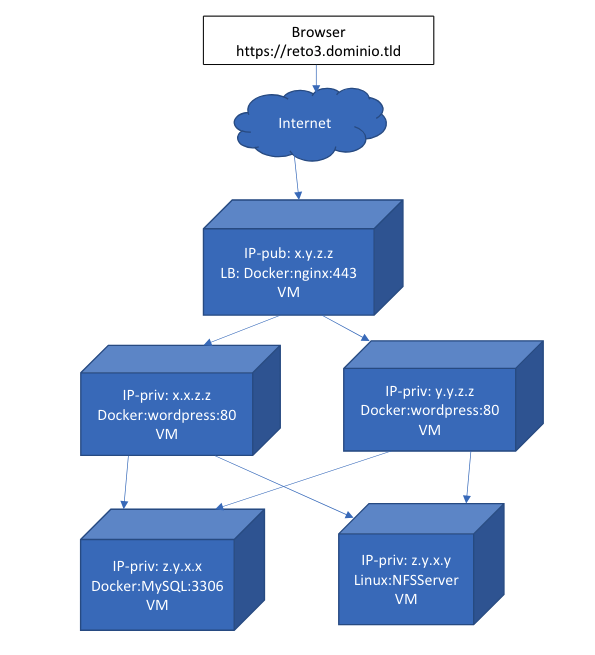 Browser
https://reto3.dominio.tld
Internet
IP-pub: x.y.z.z
LB: Docker:nginx:443
VM
IP-priv: x.x.z.z
Docker:wordpress:80
VM
IP-priv: y.y.z.z
Docker:wordpress:80
VM
IP-priv: z.y.x.x
Docker:MySQL:3306
VM
IP-priv: z.y.x.y
Linux:NFSServer
VM